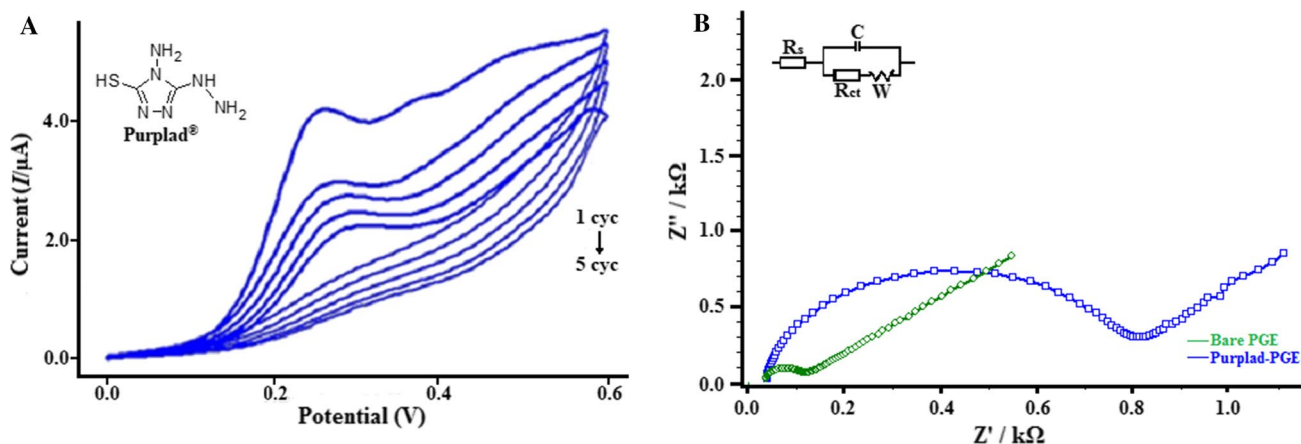 A
NH₂
HS
N
NH
N N
NH₂
Purplad®
Current (I/µA)
4.0
2.0
0.0
1 cyc
5 cyc
0.0 0.2 0.4 0.6
Potential (V)
B
C
Rs
Rct W
Z'' / kΩ
2.0
1.5
1.0
0.5
0.0
Bare PGE
Purplad-PGE
0.0 0.2 0.4 0.6 0.8 1.0
Z' / kΩ